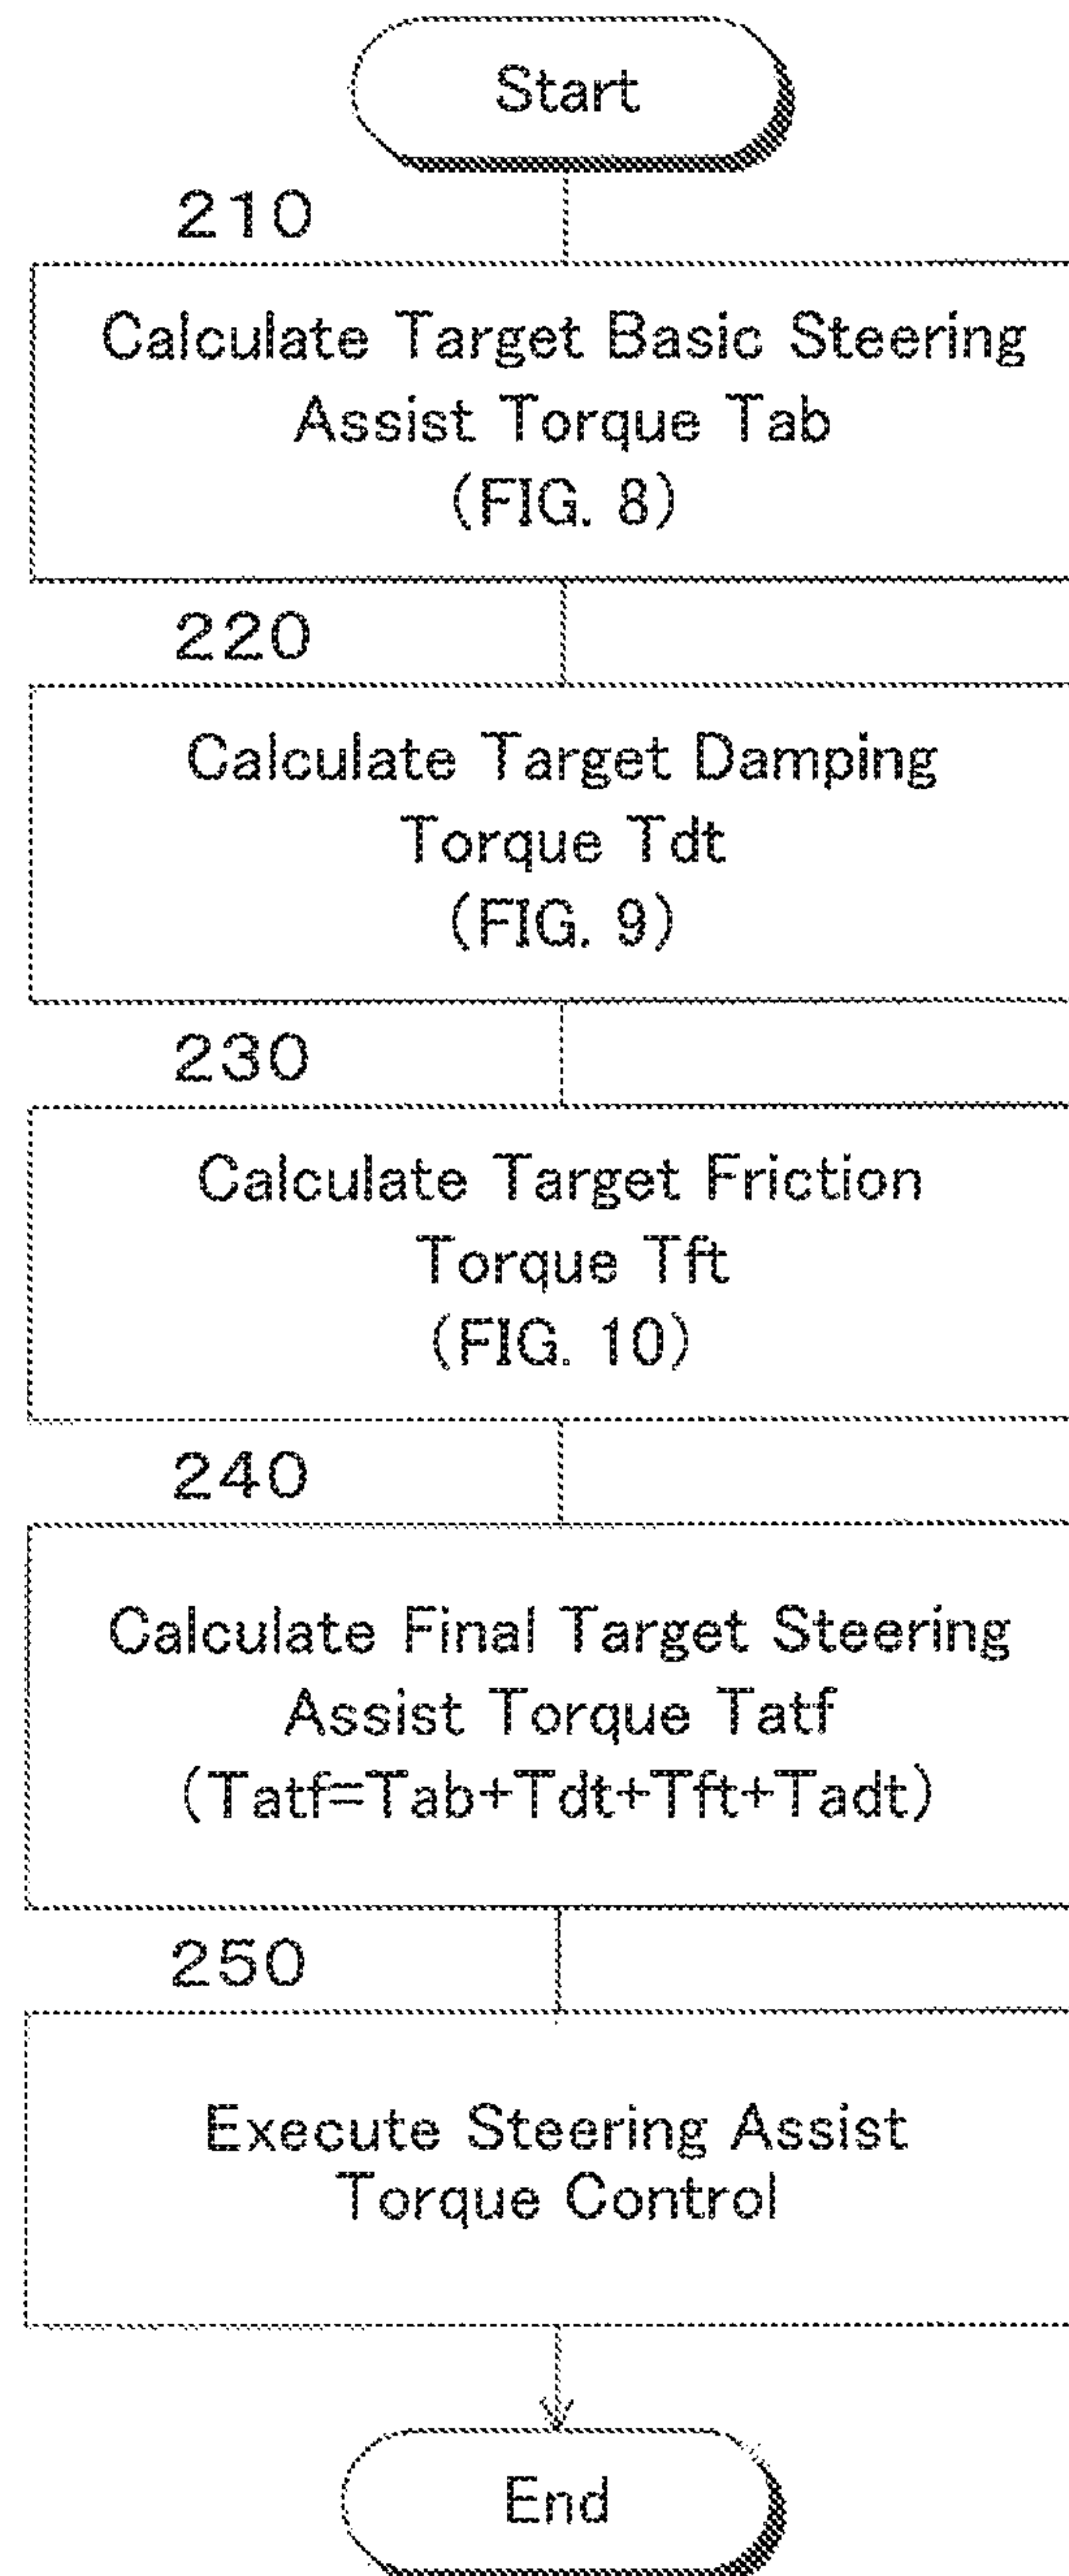 Start
210
Calculate Target Basic Steering
Assist Torque Tab
(FIG. 8)
220
Calculate Target Damping
Torque Tdt
(FIG. 9)
230
Calculate Target Friction
Torque Tft
(FIG. 10)
240
Calculate Final Target Steering
Assist Torque Tatf
(Tatf=Tab+Tdt+Tft+Tadt)
250
Execute Steering Assist
Torque Control
End